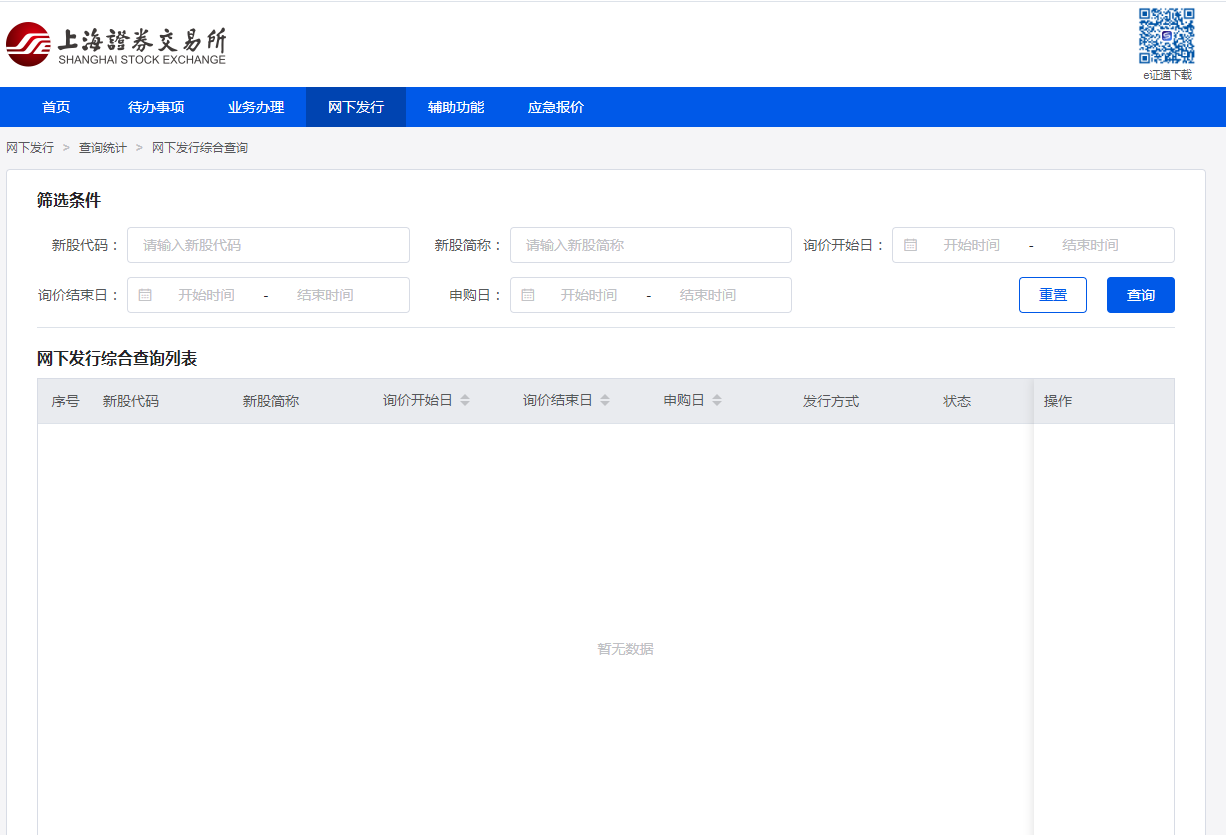 上海證券交易所
SHANGHAI STOCK EXCHANGE
e证通下载
首页 待办事项 业务办理 网下发行 辅助功能 应急报价
网下发行 > 查询统计 > 网下发行综合查询
筛选条件
新股代码： 请输入新股代码 新股简称： 请输入新股简称 询价开始日： 开始时间 - 结束时间
询价结束日： 开始时间 - 结束时间 申购日： 开始时间 - 结束时间 重置 查询
网下发行综合查询列表
序号 新股代码 新股简称 询价开始日 询价结束日 申购日 发行方式 状态 操作
暂无数据